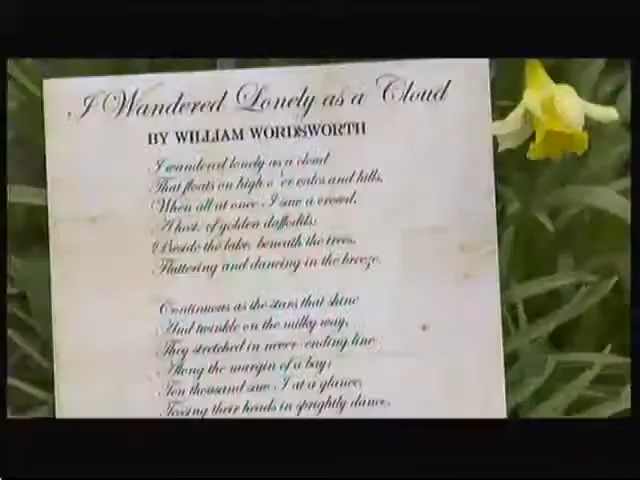 I Wandered Lonely as a Cloud
BY WILLIAM WORDSWORTH
I wandered lonely as a cloud
That floats on high o'er vales and hills,
When all at once I saw a crowd,
A host, of golden daffodils;
Beside the lake, beneath the trees,
Fluttering and dancing in the breeze.
Continuous as the stars that shine
And twinkle on the milky way,
They stretched in never-ending line
Along the margin of a bay:
Ten thousand saw I at a glance,
Tossing their heads in sprightly dance.